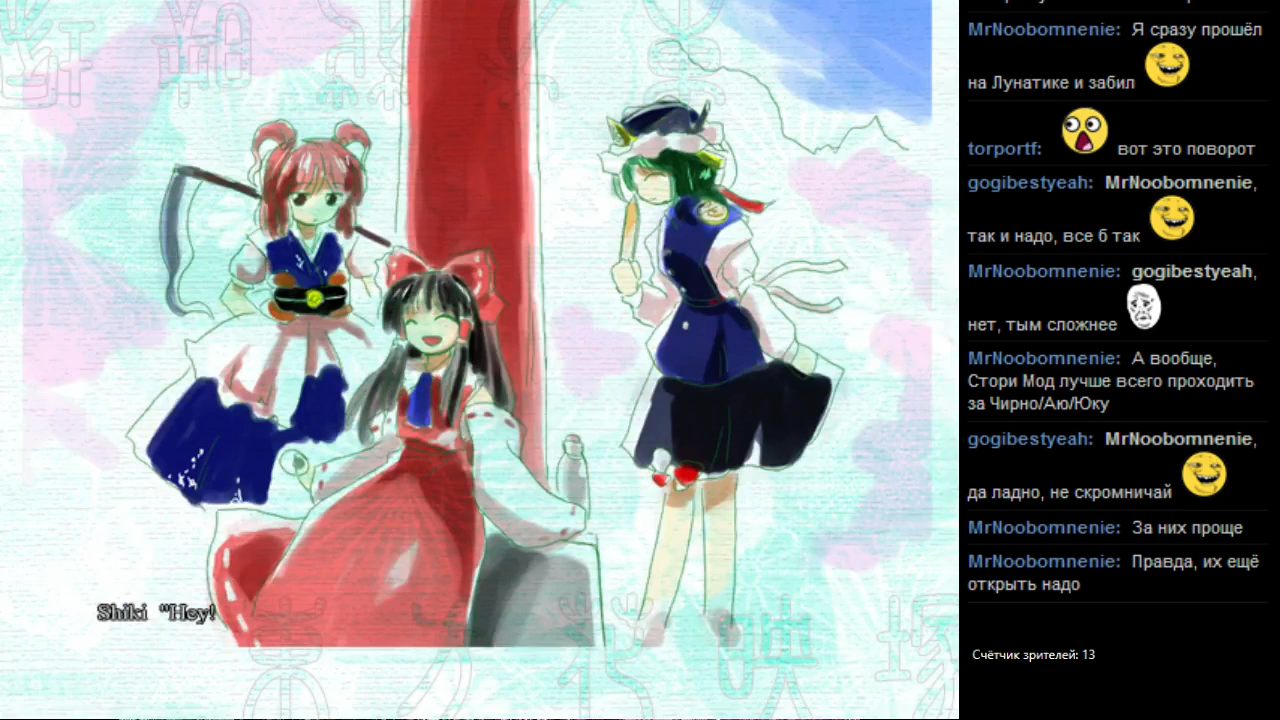 Shiki "Hey!
MrNoobomnenie: Я сразу прошёл
на Лунатике и забил
torportf: вот это поворот
gogibestyeah: MrNoobomnenie,
так и надо, все б так
MrNoobomnenie: gogibestyeah,
нет, тым сложнее
MrNoobomnenie: А вообще,
Стори Мод лучше всего проходить
за Чирно/Аю/Юку
gogibestyeah: MrNoobomnenie,
да ладно, не скромничай
MrNoobomnenie: За них проще
MrNoobomnenie: Правда, их ещё
открыть надо
Счётчик зрителей: 13